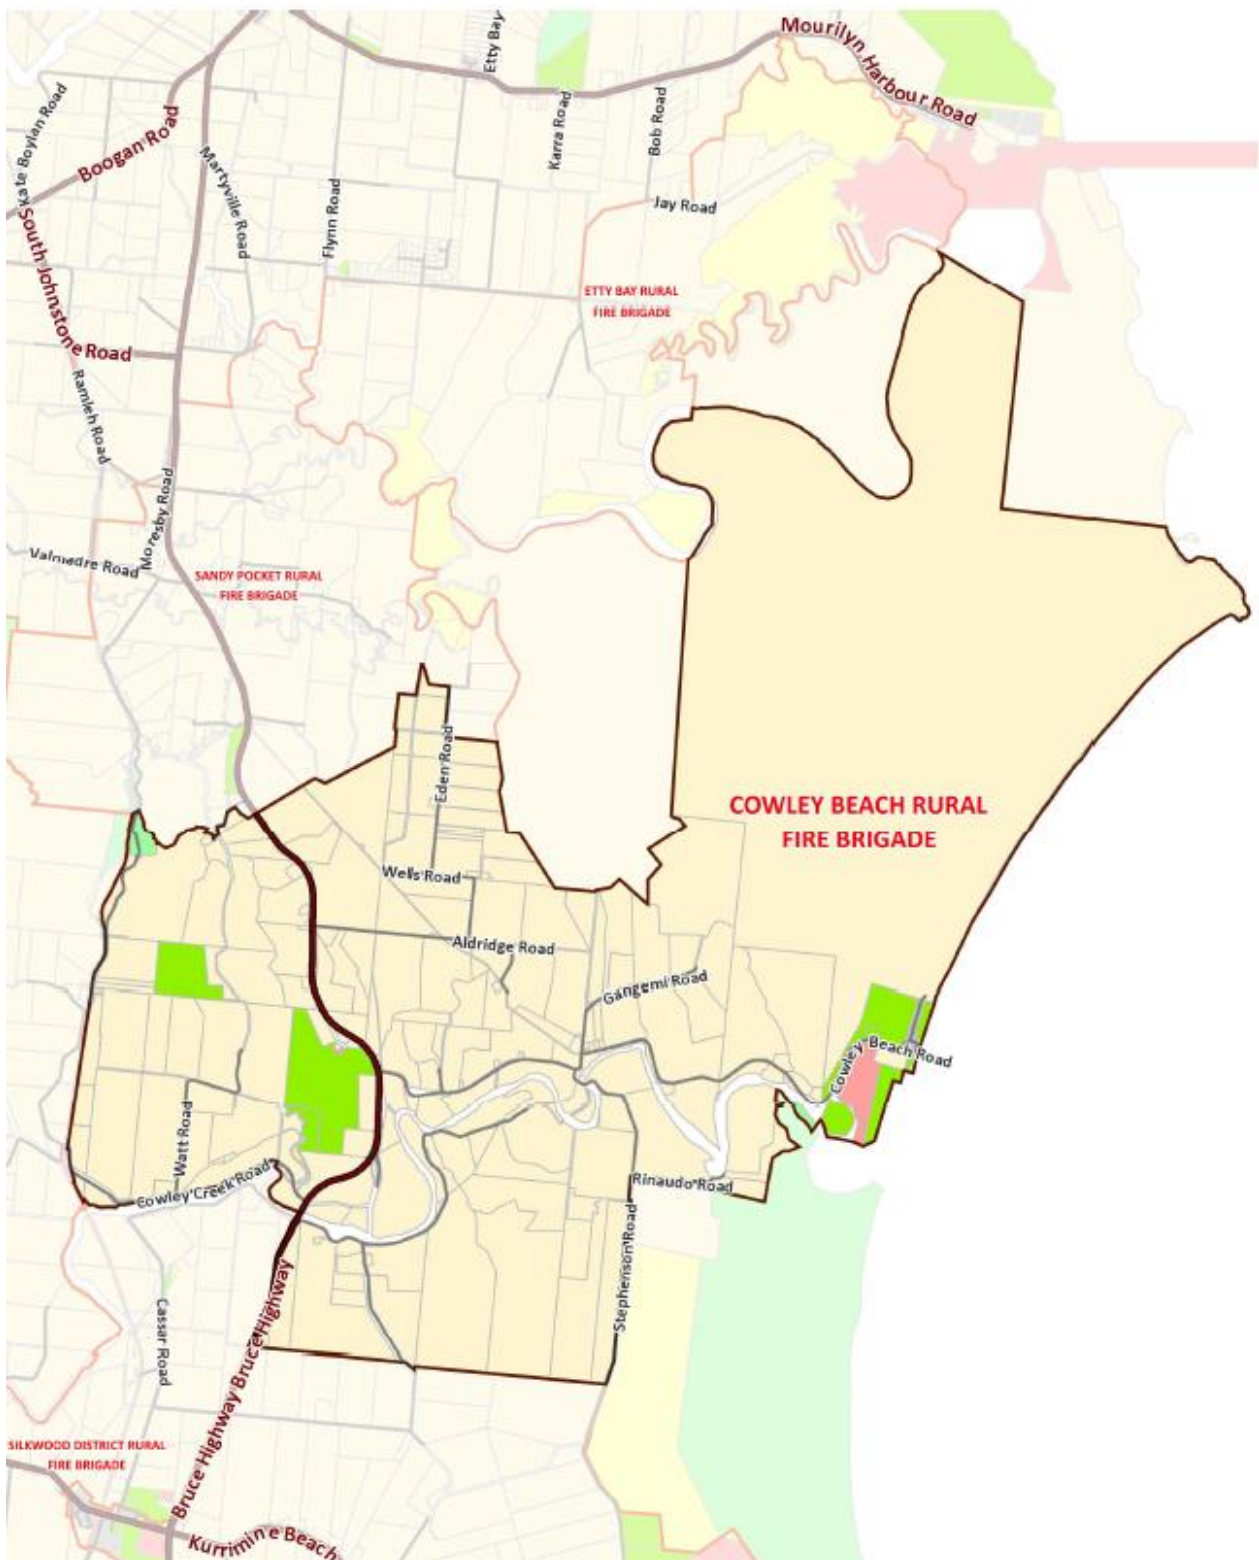 Mourilyn Harbour Road
Etty Bay
Kate Boylan Road
Boogan Road
Karra Road
Bob Road
Martyville Road
Flynn Road
Jay Road
South Johnstone Road
ETTY BAY RURAL
FIRE BRIGADE
Ramleh Road
Moresby Road
Valmadre Road
SANDY POCKET RURAL
FIRE BRIGADE
Eden Road
COWLEY BEACH RURAL
FIRE BRIGADE
Wells Road
Aldridge Road
Gangemi Road
Cowley Beach Road
Watt Road
Cowley Creek Road
Rinaudo Road
Stephenson Road
Cassar Road
Bruce Highway Bruce Highway
SILKWOOD DISTRICT RURAL
FIRE BRIGADE
Kurrimine Beach